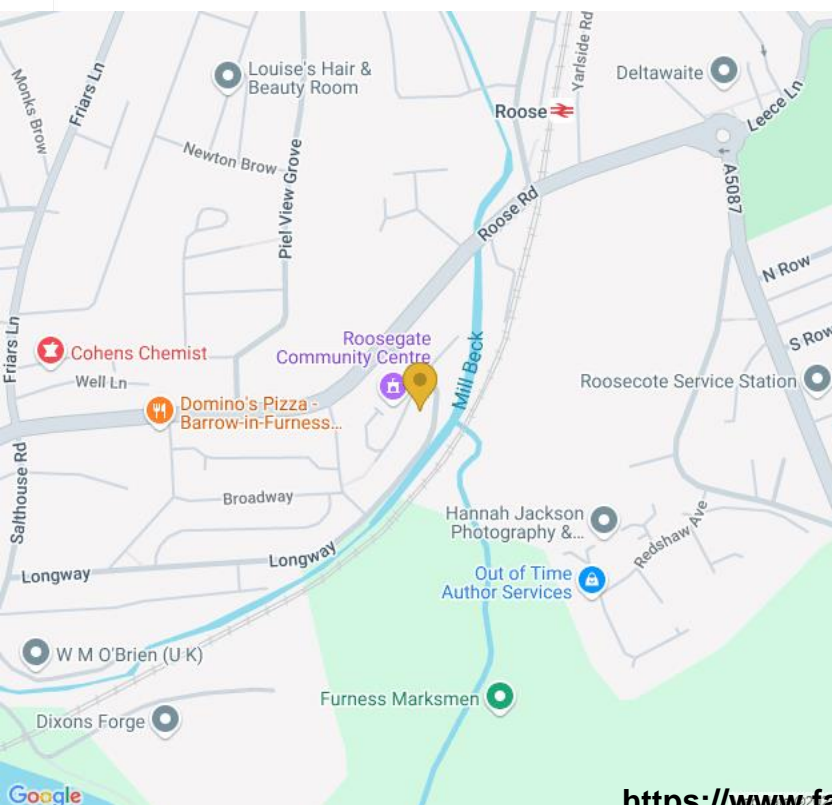 Monks Brow
Friars Ln
Louise's Hair &
Beauty Room
Newton Brow
Piel View Grove
Roose
Yarlside Rd
Deltawaite
Leece Ln
A5087
Roose Rd
N Row
S Row
Friars Ln
Cohens Chemist
Well Ln
Roosegate
Community Centre
Mill Beck
Domino's Pizza -
Barrow-in-Furness...
Roosecote Service Station
Salthouse Rd
Broadway
Longway
Longway
Hannah Jackson
Photography &...
Redshaw Ave
Out of Time
Author Services
W M O'Brien (U K)
Furness Marksmen
Dixons Forge
Google
https://www.fa